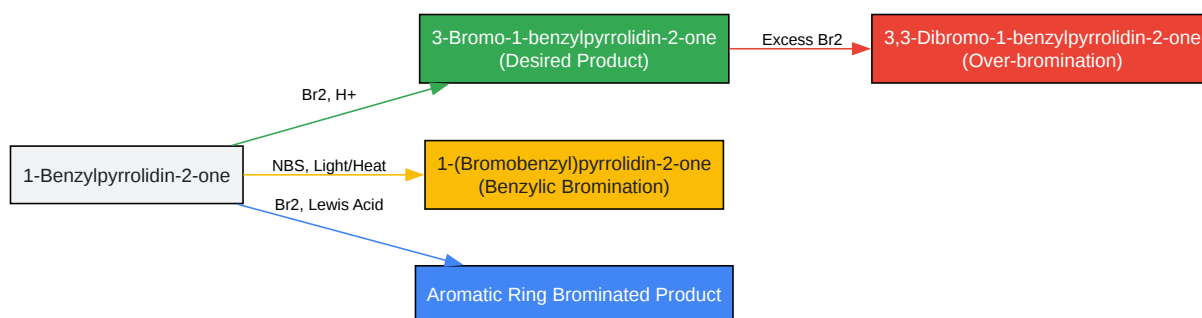 3-Bromo-1-benzylpyrrolidin-2-one
(Desired Product)
Excess Br2
3,3-Dibromo-1-benzylpyrrolidin-2-one
(Over-bromination)
Br2, H+
1-Benzylpyrrolidin-2-one
NBS, Light/Heat
1-(Bromobenzyl)pyrrolidin-2-one
(Benzylic Bromination)
Br2, Lewis Acid
Aromatic Ring Brominated Product